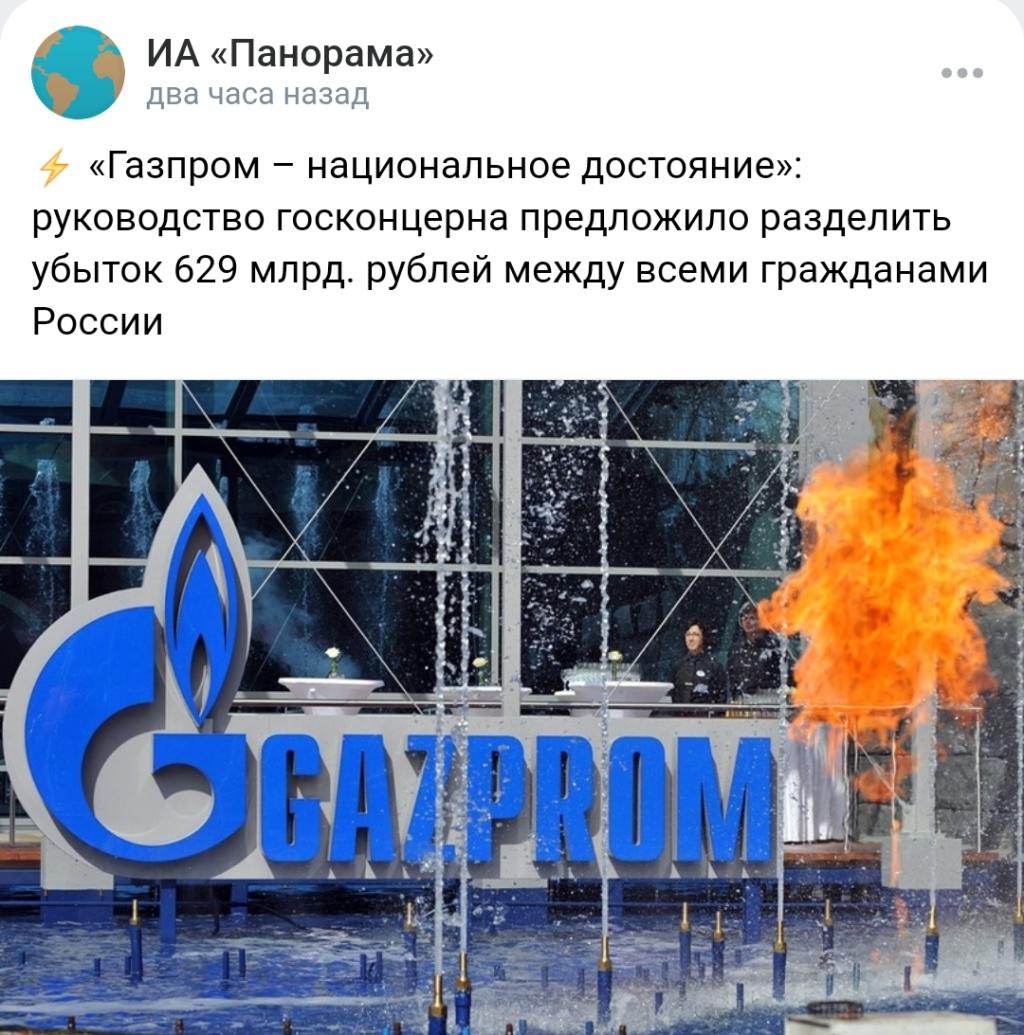 ИА «Панорама»
два часа назад
⚡ «Газпром – национальное достояние»:
руководство госконцерна предложило разделить
убыток 629 млрд. рублей между всеми гражданами
России
GAZPROM